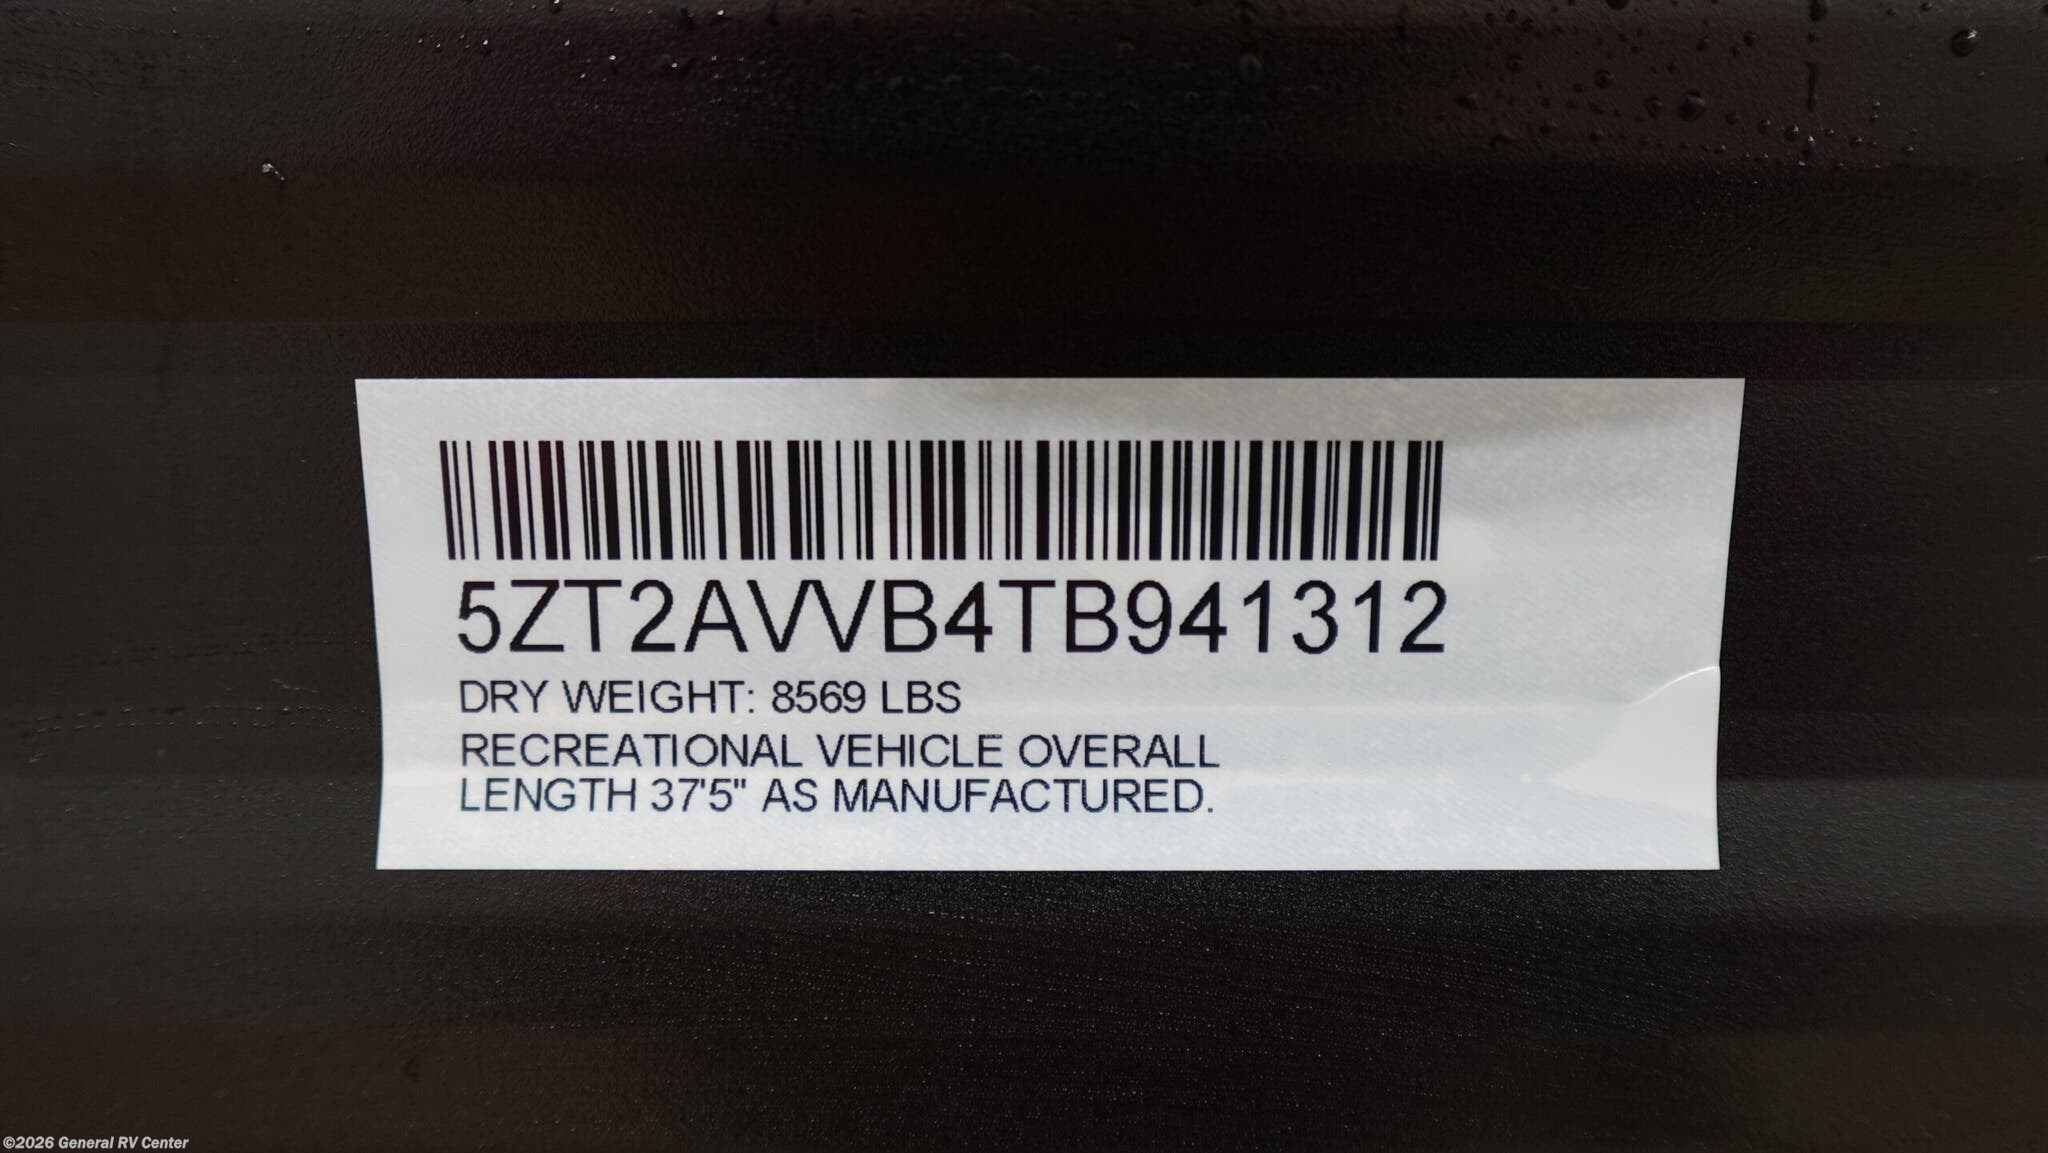 5ZT2AVVB4TB941312
DRY WEIGHT: 8569 LBS
RECREATIONAL VEHICLE OVERALL
LENGTH 37'5" AS MANUFACTURED.
©2026 General RV Center